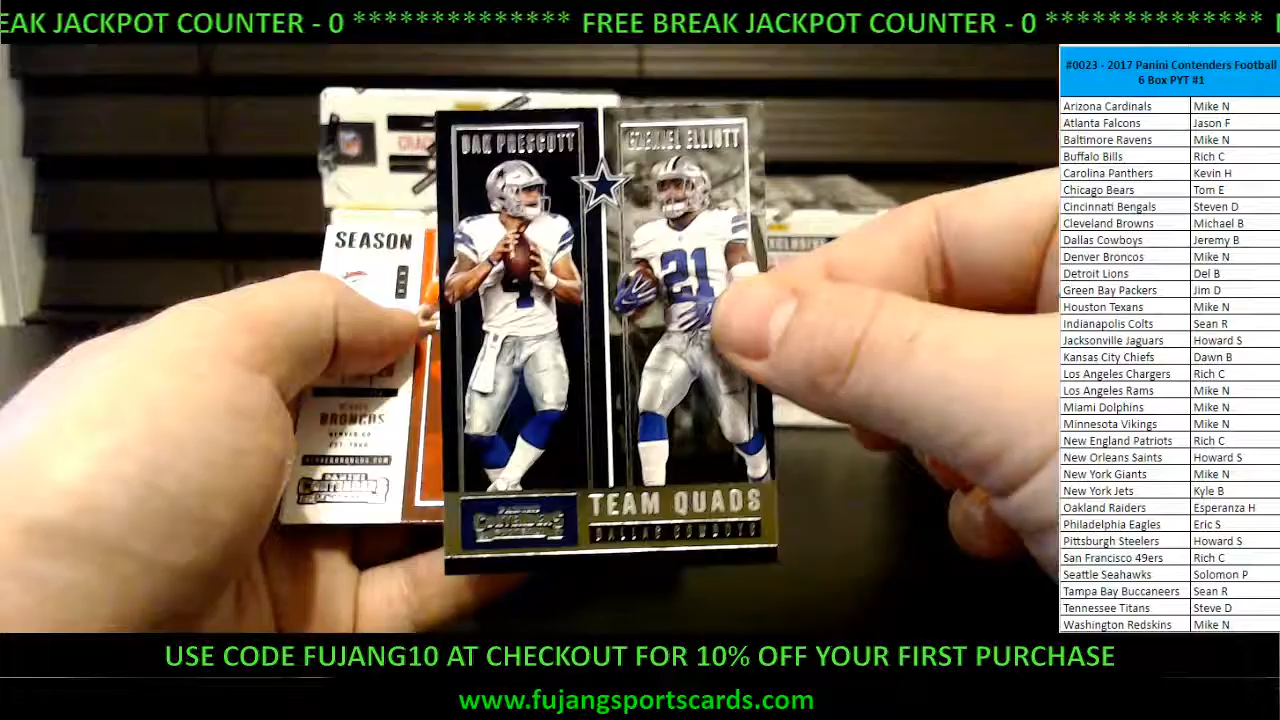 EAK JACKPOT COUNTER - 0 ************** FREE BREAK JACKPOT COUNTER - 0 **************
#0023 - 2017 Panini Contenders Football
6 Box PYT #1
Arizona Cardinals Mike N
Atlanta Falcons Jason F
Baltimore Ravens Mike N
Buffalo Bills Rich C
Carolina Panthers Kevin H
Chicago Bears Tom E
Cincinnati Bengals Steven D
Cleveland Browns Michael B
Dallas Cowboys Jeremy B
Denver Broncos Mike N
Detroit Lions Del B
Green Bay Packers Jim D
Houston Texans Mike N
Indianapolis Colts Sean R
Jacksonville Jaguars Howard S
Kansas City Chiefs Dawn B
Los Angeles Chargers Rich C
Los Angeles Rams Mike N
Miami Dolphins Mike N
Minnesota Vikings Mike N
New England Patriots Rich C
New Orleans Saints Howard S
New York Giants Mike N
New York Jets Kyle B
Oakland Raiders Esperanza H
Philadelphia Eagles Eric S
Pittsburgh Steelers Howard S
San Francisco 49ers Rich C
Seattle Seahawks Solomon P
Tampa Bay Buccaneers Sean R
Tennessee Titans Steve D
Washington Redskins Mike N
DAK PRESCOTT
EZEKIEL ELLIOTT
SEASON
4
21
BRONCOS
PANINI
CONTENDERS
TEAM QUADS
DALLAS COWBOYS
USE CODE FUJANG10 AT CHECKOUT FOR 10% OFF YOUR FIRST PURCHASE
www.fujangsportscards.com